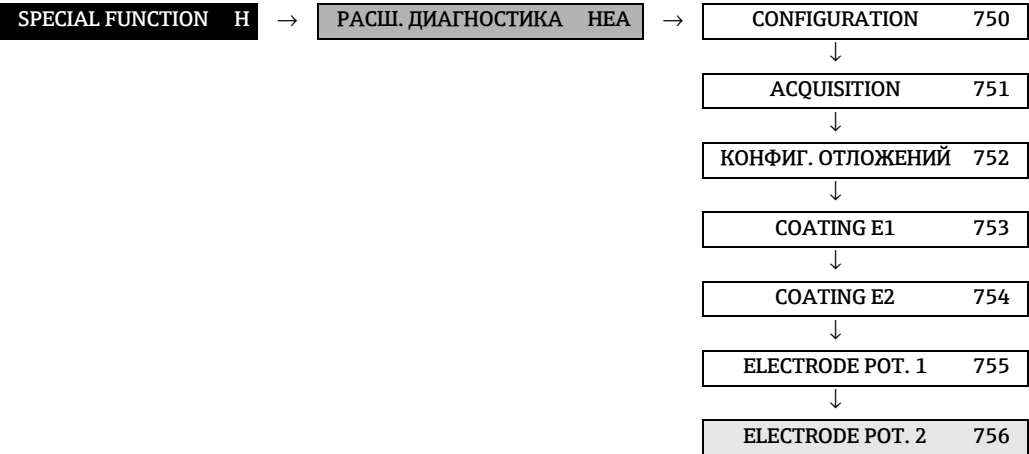 SPECIAL FUNCTION H → РАСШ. ДИАГНОСТИКА HEA → CONFIGURATION 750
↓
ACQUISITION 751
↓
КОНФИГ. ОТЛОЖЕНИЙ 752
↓
COATING E1 753
↓
COATING E2 754
↓
ELECTRODE POT. 1 755
↓
ELECTRODE POT. 2 756